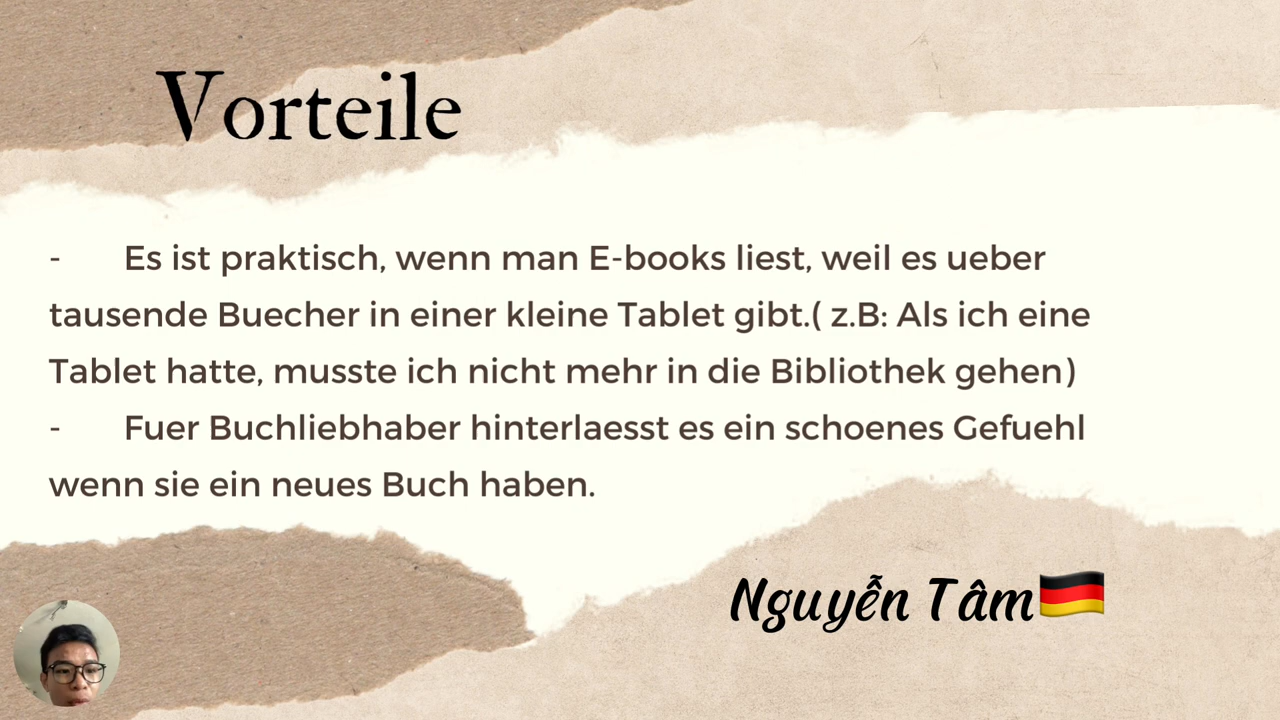 Vorteile
- Es ist praktisch, wenn man E-books liest, weil es ueber
tausende Buecher in einer kleine Tablet gibt.( z.B: Als ich eine
Tablet hatte, musste ich nicht mehr in die Bibliothek gehen)
- Fuer Buchliebhaber hinterlaesst es ein schoenes Gefuehl
wenn sie ein neues Buch haben.
Nguyễn Tâm🇩🇪